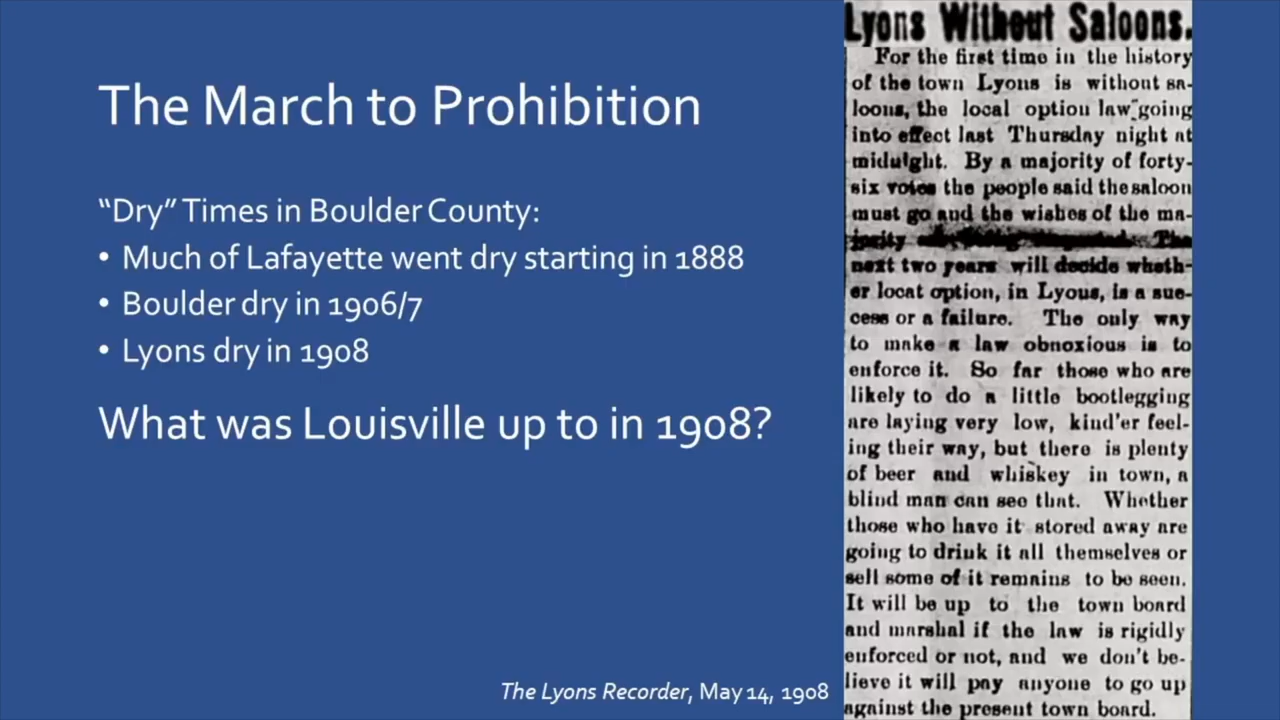 The March to Prohibition
“Dry” Times in Boulder County:
• Much of Lafayette went dry starting in 1888
• Boulder dry in 1906/7
• Lyons dry in 1908
What was Louisville up to in 1908?
The Lyons Recorder, May 14, 1908
Lyons Without Saloons.
For the first time in the history
of the town Lyons is without sa-
loons, the local option law going
into effect last Thursday night at
midnight. By a majority of forty-
six votes the people said the saloon
must go and the wishes of the ma-
jority The
next two years will decide wheth-
er locat option, in Lyous, is a suc-
cess or a failure. The only way
to make a law obnoxious is to
enforce it. So far those who are
likely to do a little bootlegging
are laying very low, kind'er feel-
ing their way, but there is plenty
of beer and whiskey in town, a
blind man can see that. Whether
those who have it stored away are
going to drink it all themselves or
sell some of it remains to be seen.
It will be up to the town board
and marshal if the law is rigidly
enforced or not, and we don't be-
lieve it will pay anyone to go up
against the present town board.